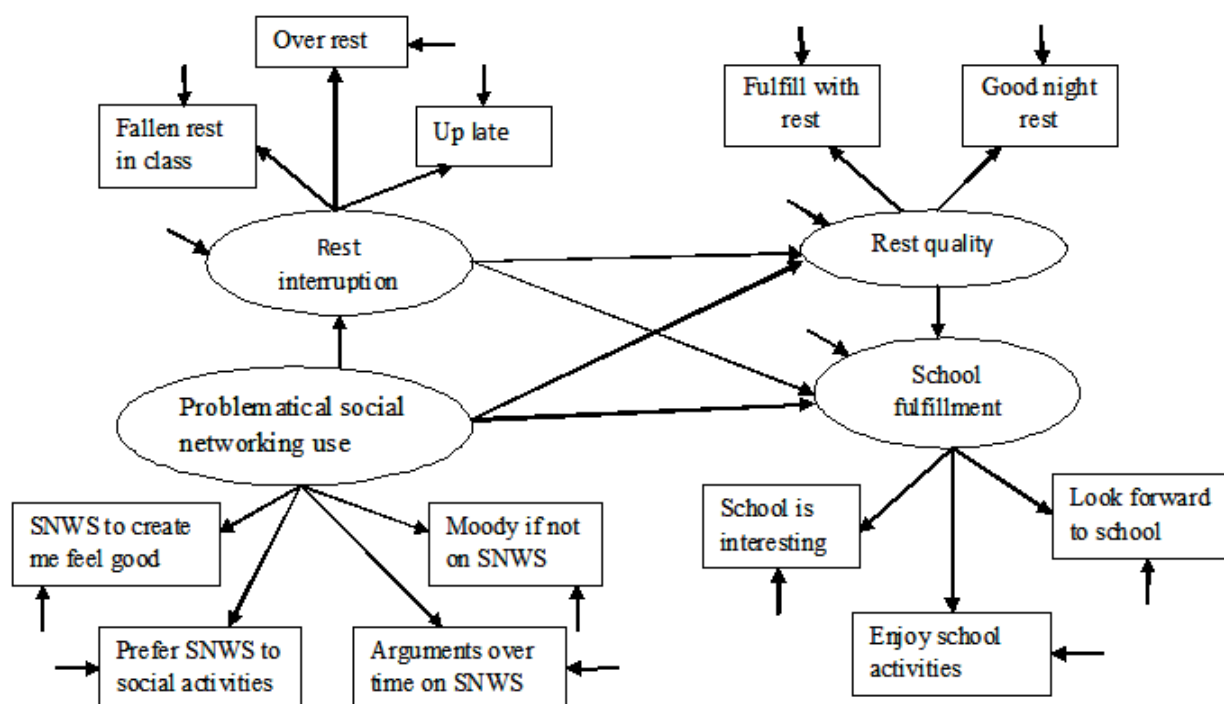 Over rest
Fallen rest
in class
Up late
Fulfill with
rest
Good night
rest
Rest
interruption
Rest quality
Problematical social
networking use
School
fulfillment
SNWS to create
me feel good
Moody if not
on SNWS
Prefer SNWS to
social activities
Arguments over
time on SNWS
School is
interesting
Look forward
to school
Enjoy school
activities